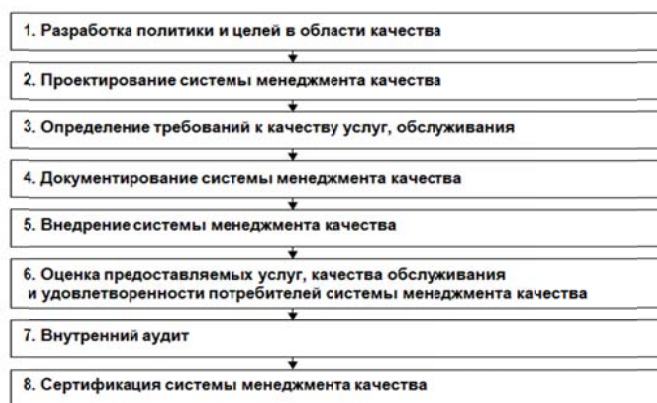 1. Разработка политики и целей в области качества
2. Проектирование системы менеджмента качества
3. Определение требований к качеству услуг, обслуживания
4. Документирование системы менеджмента качества
5. Внедрение системы менеджмента качества
6. Оценка предоставляемых услуг, качества обслуживания
и удовлетворенности потребителей системы менеджмента качества
7. Внутренний аудит
8. Сертификация системы менеджмента качества